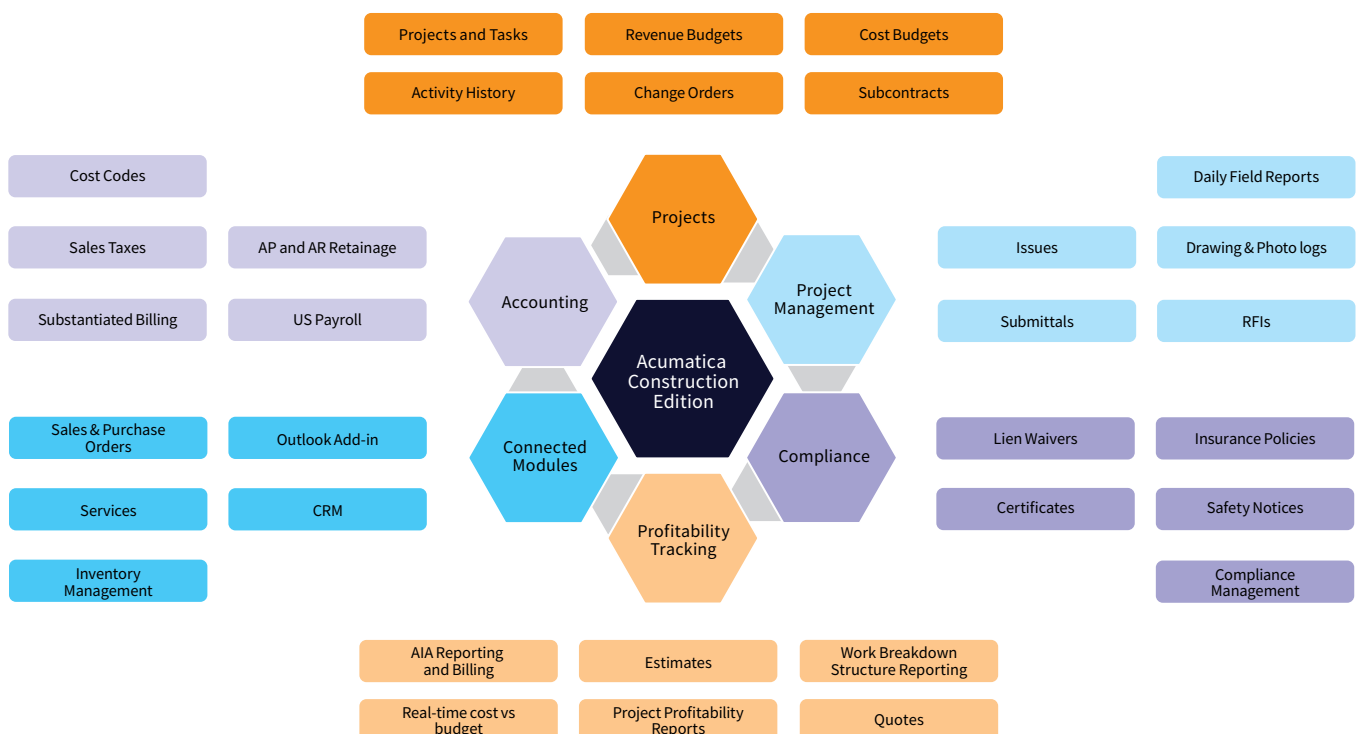 Projects and Tasks
Revenue Budgets
Cost Budgets
Activity History
Change Orders
Subcontracts
Cost Codes
Sales Taxes
AP and AR Retainage
Substantiated Billing
US Payroll
Projects
Accounting
Project
Management
Acumatica
Construction
Edition
Connected
Modules
Compliance
Profitability
Tracking
Daily Field Reports
Issues
Drawing & Photo logs
Submittals
RFIs
Sales & Purchase
Orders
Outlook Add-in
Services
CRM
Inventory
Management
Lien Waivers
Insurance Policies
Certificates
Safety Notices
Compliance
Management
AIA Reporting
and Billing
Estimates
Work Breakdown
Structure Reporting
Real-time cost vs
budget
Project Profitability
Reports
Quotes